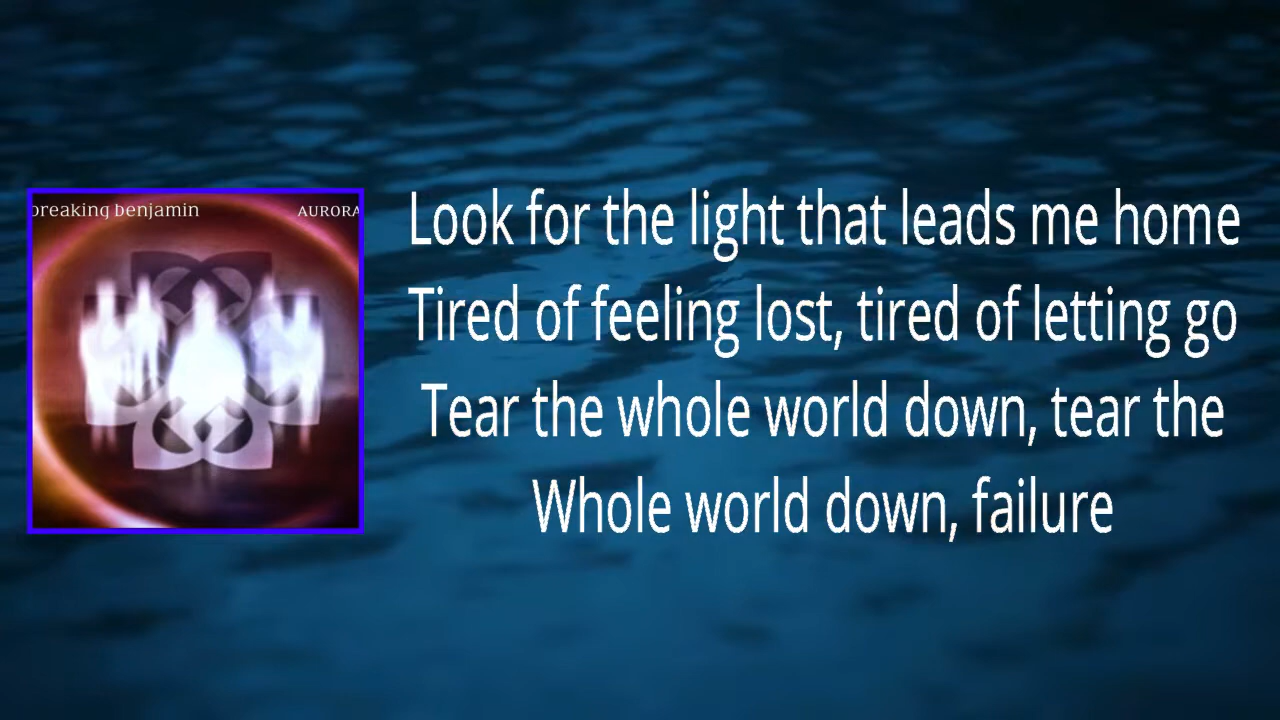 breaking benjamin AURORA
Look for the light that leads me home
Tired of feeling lost, tired of letting go
Tear the whole world down, tear the
Whole world down, failure